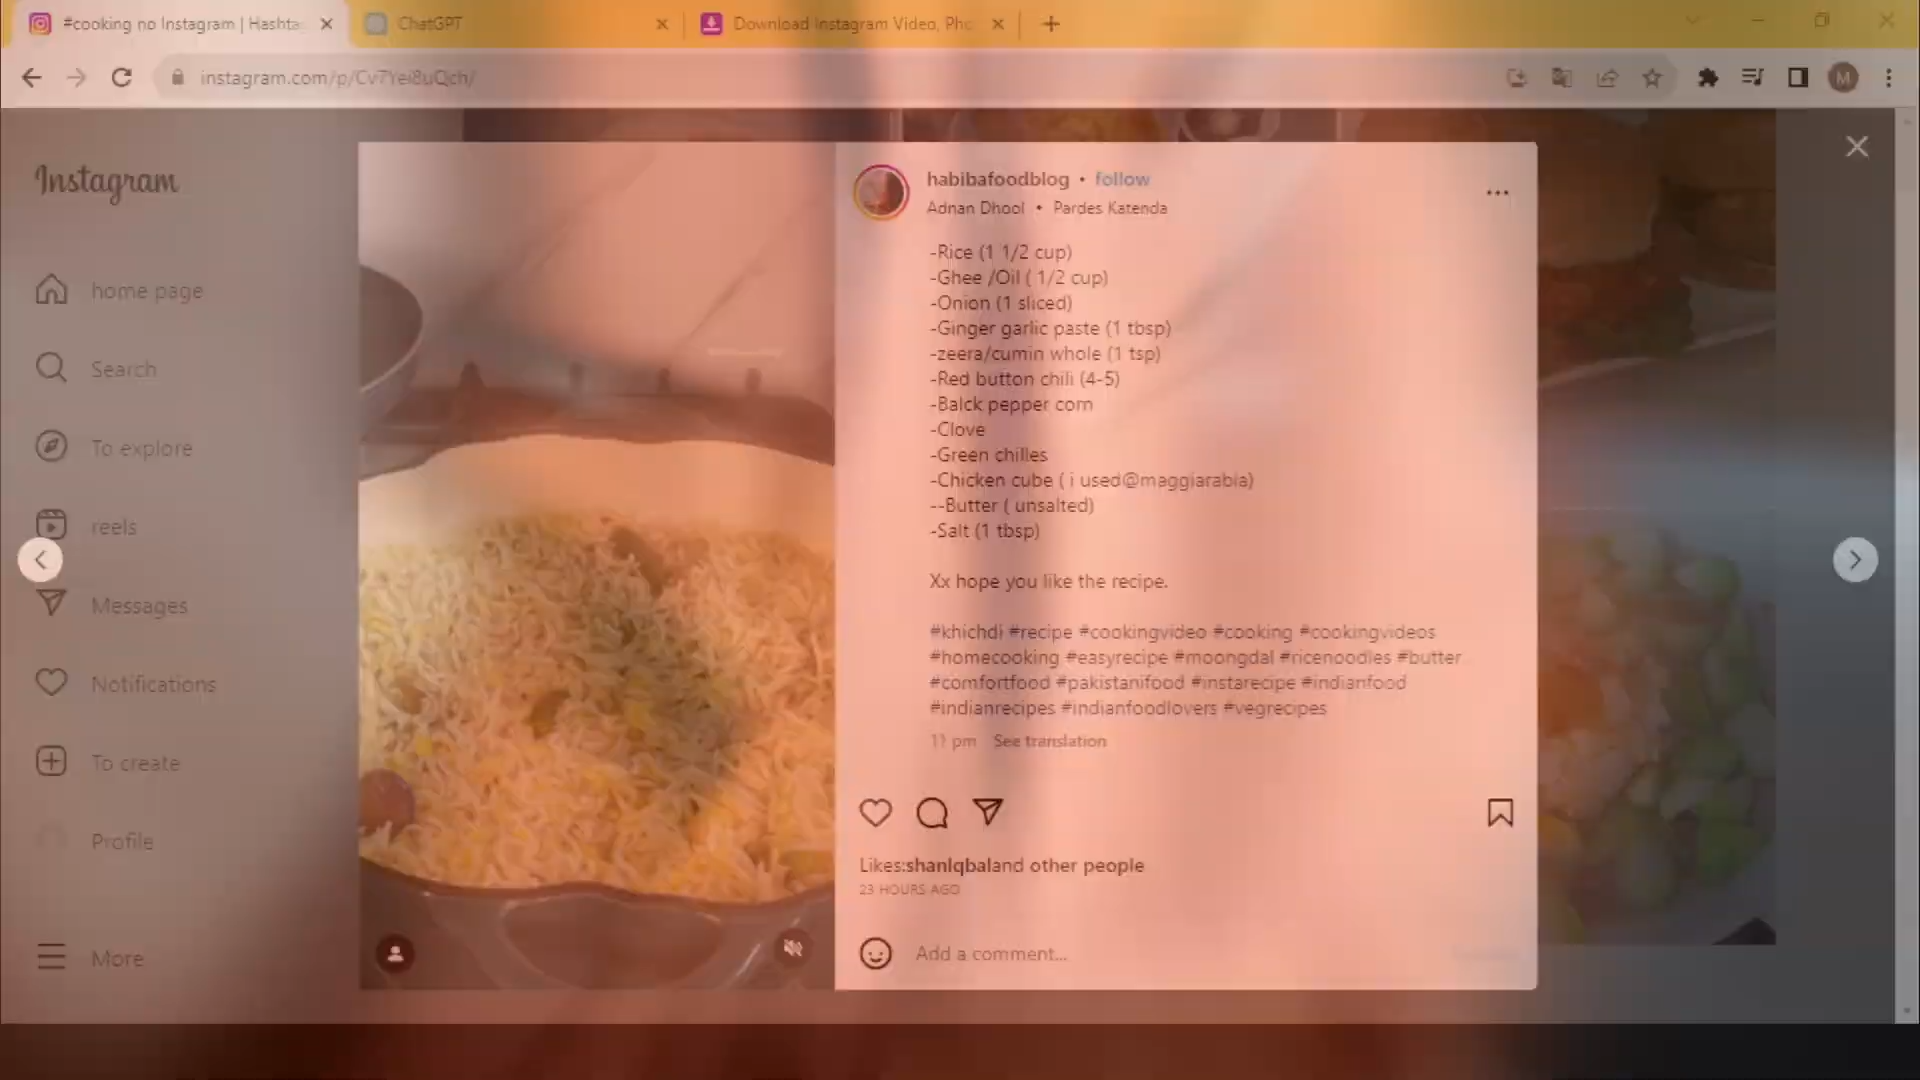 #cooking no Instagram | Hashta
ChatGPT
Download Instagram Video, Pho
instagram.com/p/Cv7Yei8uQch/
M
Instagram
home page
Search
To explore
reels
Messages
Notifications
To create
Profile
More
habibafoodblog • follow
Adnan Dhool • Pardes Katenda
-Rice (1 1/2 cup)
-Ghee /Oil ( 1/2 cup)
-Onion (1 sliced)
-Ginger garlic paste (1 tbsp)
-zeera/cumin whole (1 tsp)
-Red button chili (4-5)
-Balck pepper corn
-Clove
-Green chilles
-Chicken cube ( i used@maggiarabia)
--Butter ( unsalted)
-Salt (1 tbsp)
Xx hope you like the recipe.
#khichdi #recipe #cookingvideo #cooking #cookingvideos
#homecooking #easyrecipe #moongdal #ricenoodles #butter
#comfortfood #pakistanifood #instarecipe #indianfood
#indianrecipes #indianfoodlovers #vegrecipes
11 pm See translation
Likes:shanlqbaland other people
23 HOURS AGO
Add a comment...